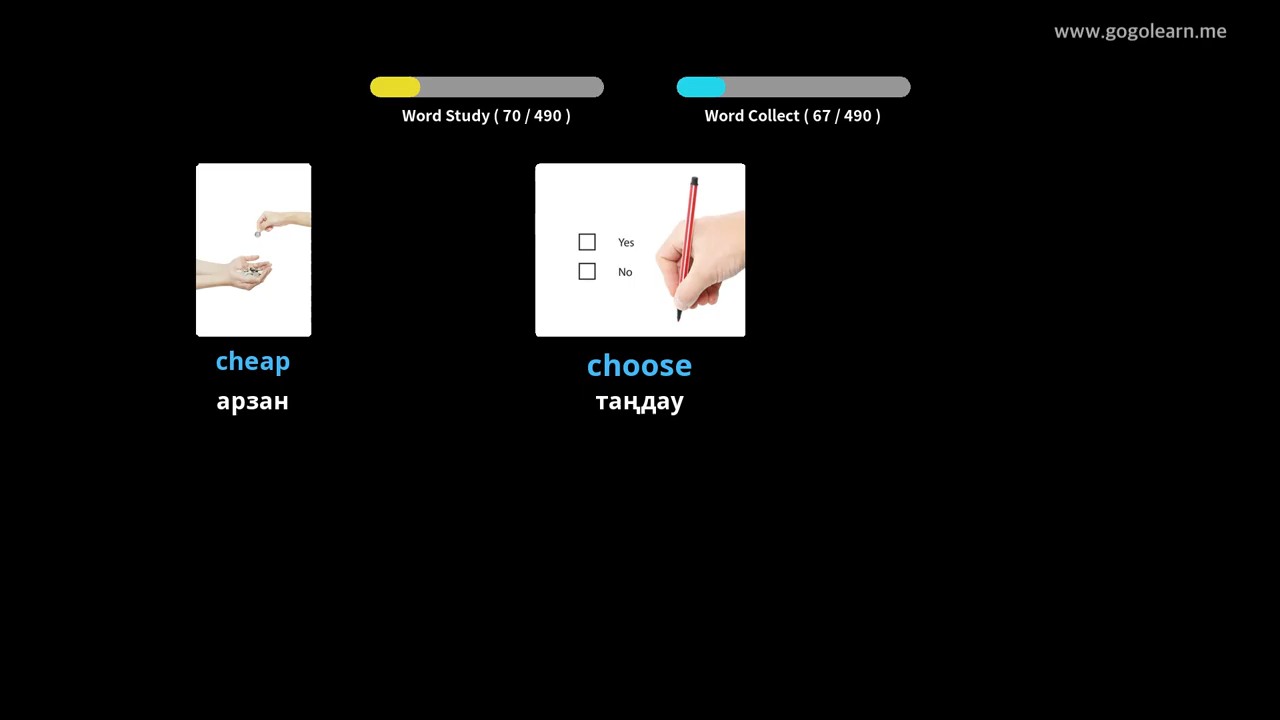 www.gogolearn.me
Word Study ( 70 / 490 )
Word Collect ( 67 / 490 )
Yes
No
cheap
арзан
choose
таңдау